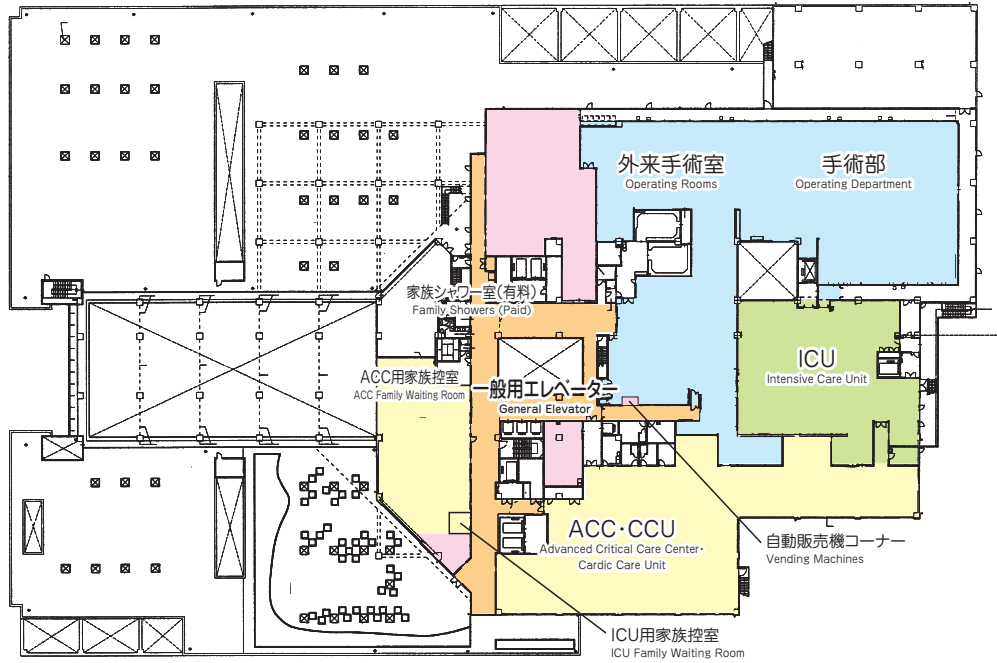 外来手術室
Operating Rooms
手術部
Operating Department
家族シャワー室（有料）
Family Showers (Paid)
ICU
Intensive Care Unit
ACC用家族控室
ACC Family Waiting Room
一般用エレベーター
General Elevator
ACC・CCU
Advanced Critical Care Center・
Cardic Care Unit
自動販売機コーナー
Vending Machines
ICU用家族控室
ICU Family Waiting Room